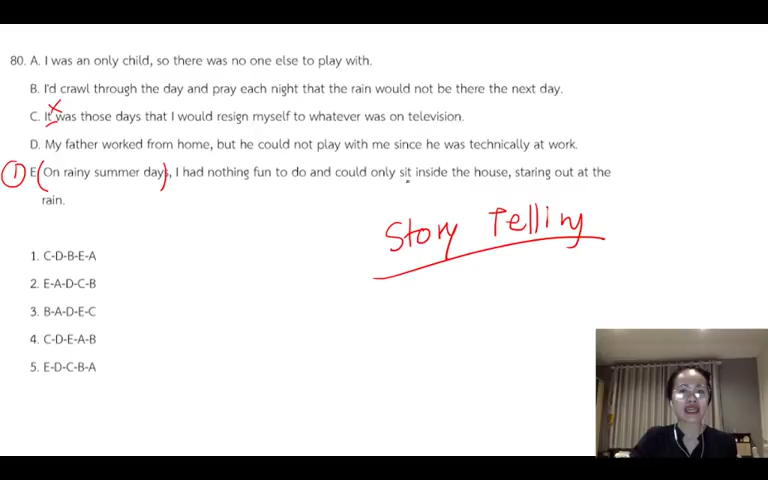 80. A. I was an only child, so there was no one else to play with.
B. I'd crawl through the day and pray each night that the rain would not be there the next day.
C. It was those days that I would resign myself to whatever was on television.
D. My father worked from home, but he could not play with me since he was technically at work.
① E (On rainy summer days), I had nothing fun to do and could only sit inside the house, staring out at the
rain.
Story Telling
1. C-D-B-E-A
2. E-A-D-C-B
3. B-A-D-E-C
4. C-D-E-A-B
5. E-D-C-B-A